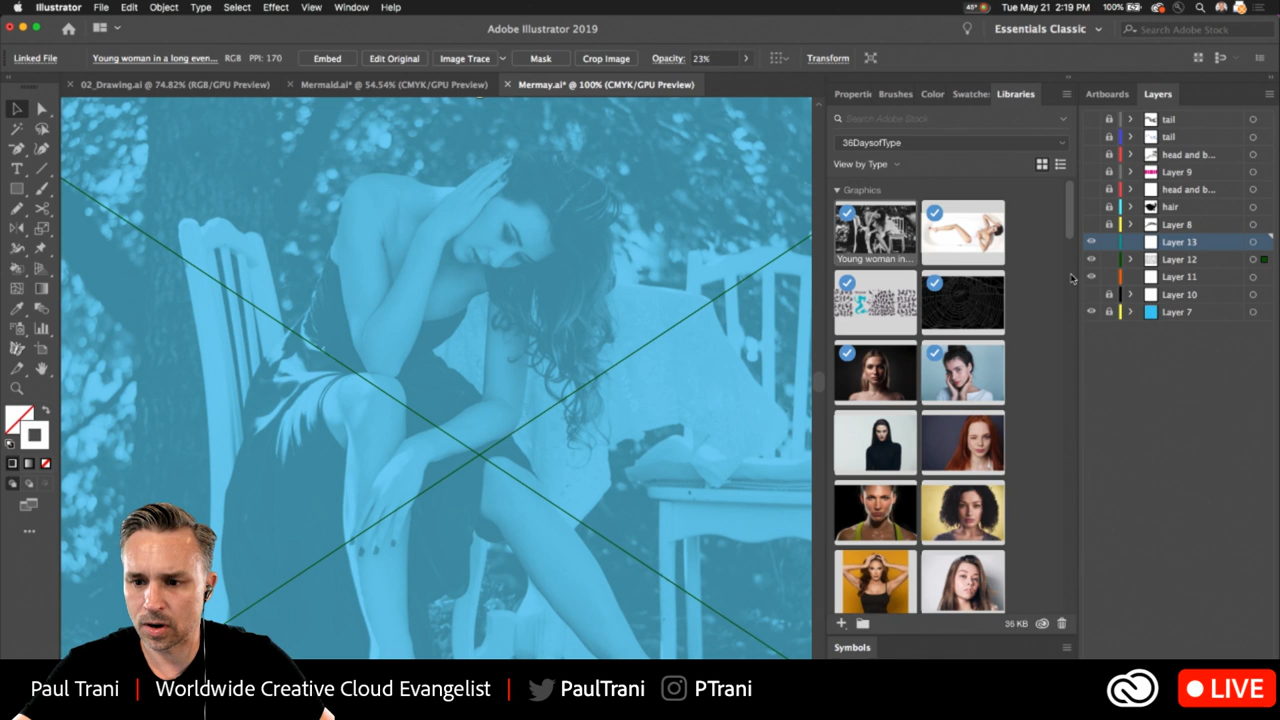 Illustrator File Edit Object Type Select Effect View Window Help
45° Tue May 21 2:19 PM 100%
Adobe Illustrator 2019
Essentials Classic
Search Adobe Stock
Linked File Young woman in a long even... RGB PPI: 170 Embed Edit Original Image Trace Mask Crop Image Opacity: 23% Transform
02_Drawing.ai @ 74.82% (RGB/GPU Preview)
Mermaid.ai* @ 54.54% (CMYK/GPU Preview)
Mermay.ai* @ 100% (CMYK/GPU Preview)
Properti Brushes Color Swatche Libraries
Search Adobe Stock
36DaysofType
View by Type
Graphics
Young woman in...
36 KB
Symbols
Artboards Layers
tail
tail
head and b...
Layer 9
head and b...
hair
Layer 8
Layer 13
Layer 12
Layer 11
Layer 10
Layer 7
Paul Trani | Worldwide Creative Cloud Evangelist | PaulTrani PTrani
LIVE